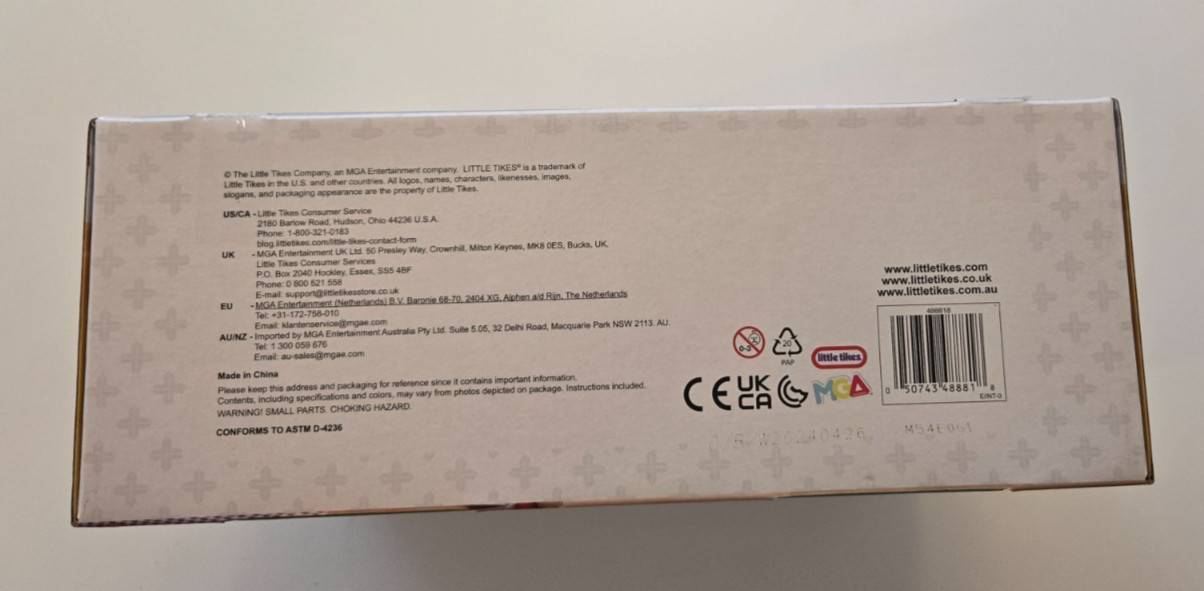 © The Little Tikes Company, an MGA Entertainment company. LITTLE TIKES® is a trademark of
Little Tikes in the U.S. and other countries. All logos, names, characters, likenesses, images,
slogans, and packaging appearance are the property of Little Tikes.
US/CA - Little Tikes Consumer Service
2180 Barlow Road, Hudson, Ohio 44236 U.S.A.
Phone: 1-800-321-0183
blog.littletikes.com/little-tikes-contact-form
UK - MGA Entertainment UK Ltd. 50 Presley Way, Crownhill, Milton Keynes, MK8 0ES, Bucks, UK.
Little Tikes Consumer Services
P.O. Box 2040 Hockley, Essex, SS5 4BF
Phone: 0 800 521 558
E-mail: support@littletikesstore.co.uk
EU - MGA Entertainment (Netherlands) B.V. Baronie 68-70, 2404 XG, Alphen a/d Rijn, The Netherlands
Tel: +31-172-758-010
Email: klantenservice@mgae.com
AU/NZ - Imported by MGA Entertainment Australia Pty Ltd. Suite 5.05, 32 Delhi Road, Macquarie Park NSW 2113. AU.
Tel: 1 300 059 676
Email: au-sales@mgae.com
Made in China
Please keep this address and packaging for reference since it contains important information.
Contents, including specifications and colors, may vary from photos depicted on package. Instructions included.
WARNING! SMALL PARTS. CHOKING HAZARD.
CONFORMS TO ASTM D-4236
www.littletikes.com
www.littletikes.co.uk
www.littletikes.com.au
488818
0 50743 48881 8
E/INT-0
0-3
20
PAP
little tikes
CE UK CA MGA
20240426